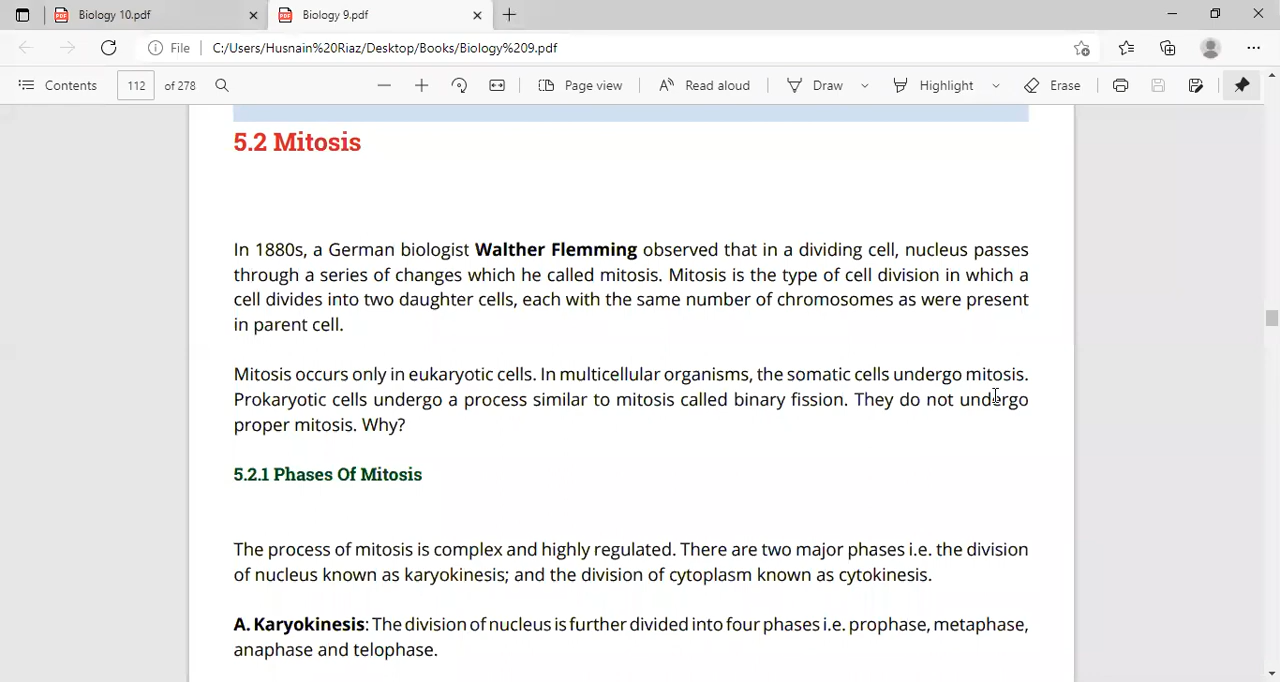 Biology 10.pdf
Biology 9.pdf
File
C:/Users/Husnain%20Riaz/Desktop/Books/Biology%209.pdf
Contents
112 of 278
Page view
Read aloud
Draw
Highlight
Erase
5.2 Mitosis
In 1880s, a German biologist Walther Flemming observed that in a dividing cell, nucleus passes
through a series of changes which he called mitosis. Mitosis is the type of cell division in which a
cell divides into two daughter cells, each with the same number of chromosomes as were present
in parent cell.
Mitosis occurs only in eukaryotic cells. In multicellular organisms, the somatic cells undergo mitosis.
Prokaryotic cells undergo a process similar to mitosis called binary fission. They do not undergo
proper mitosis. Why?
5.2.1 Phases Of Mitosis
The process of mitosis is complex and highly regulated. There are two major phases i.e. the division
of nucleus known as karyokinesis; and the division of cytoplasm known as cytokinesis.
A. Karyokinesis: The division of nucleus is further divided into four phases i.e. prophase, metaphase,
anaphase and telophase.